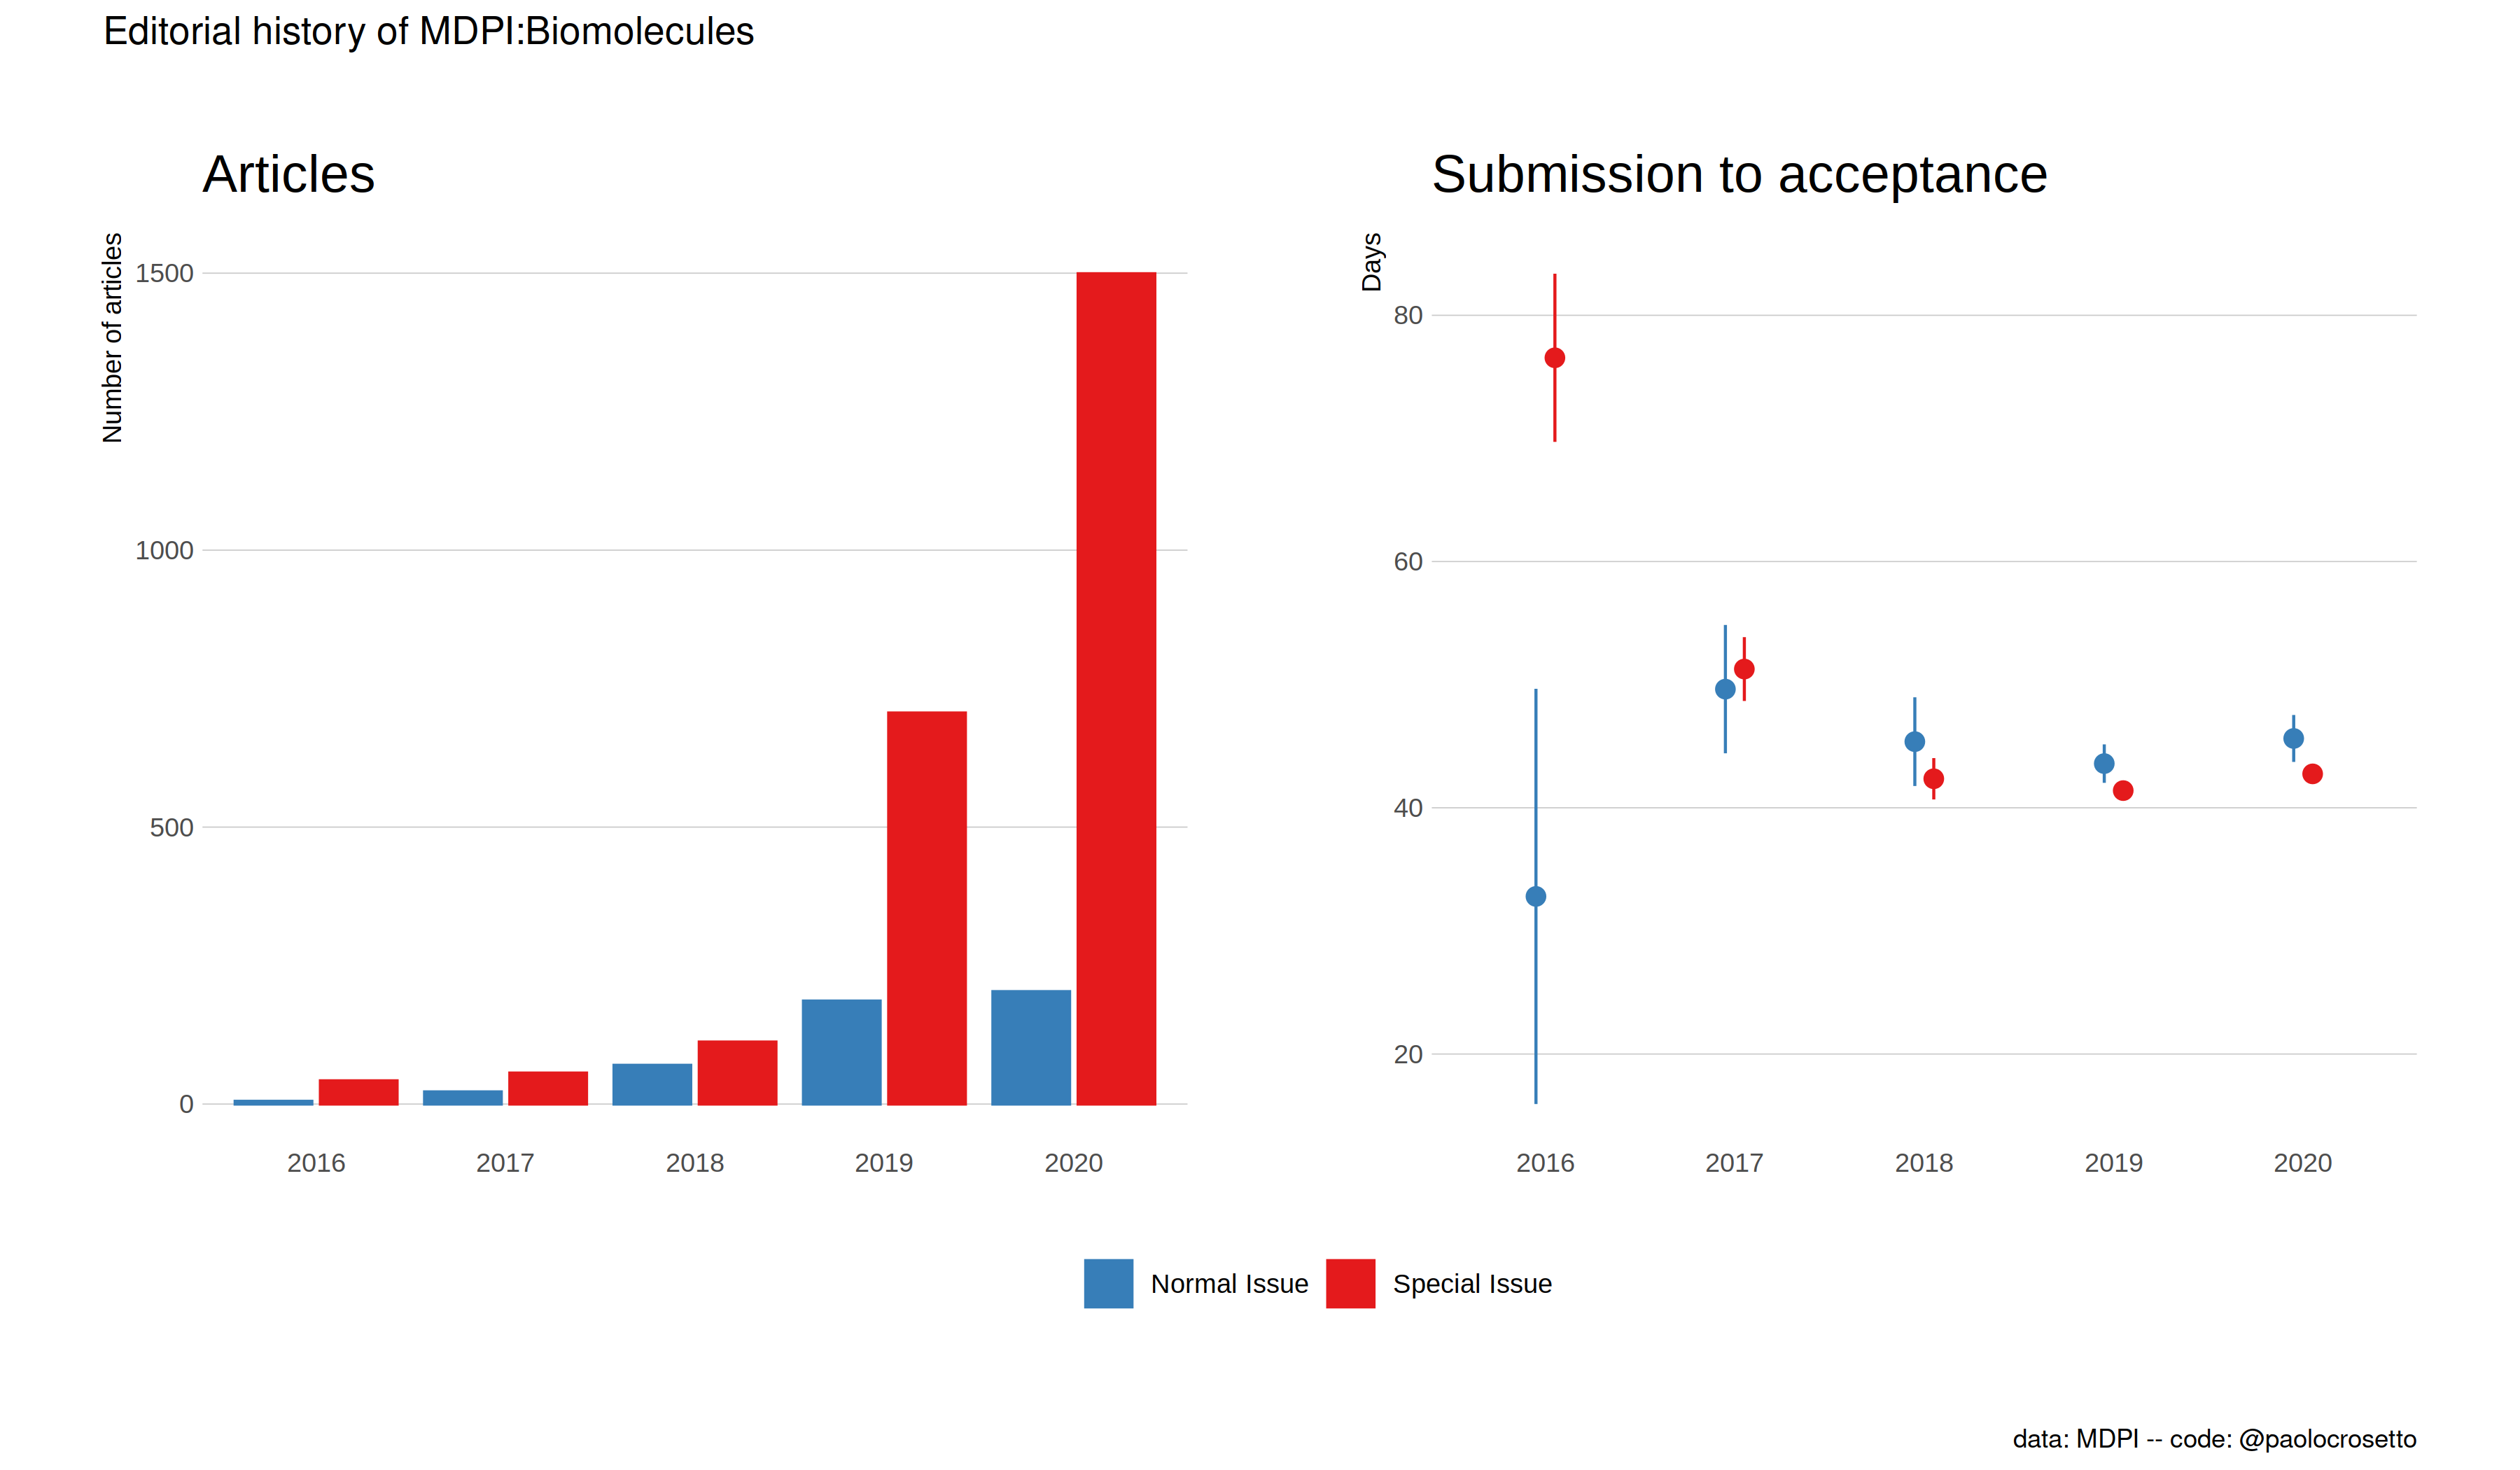 Editorial history of MDPI:Biomolecules
Articles
Number of articles
1500
1000
500
0
2016 2017 2018 2019 2020
Submission to acceptance
Days
80
60
40
20
2016 2017 2018 2019 2020
Normal Issue Special Issue
data: MDPI -- code: @paolocrosetto